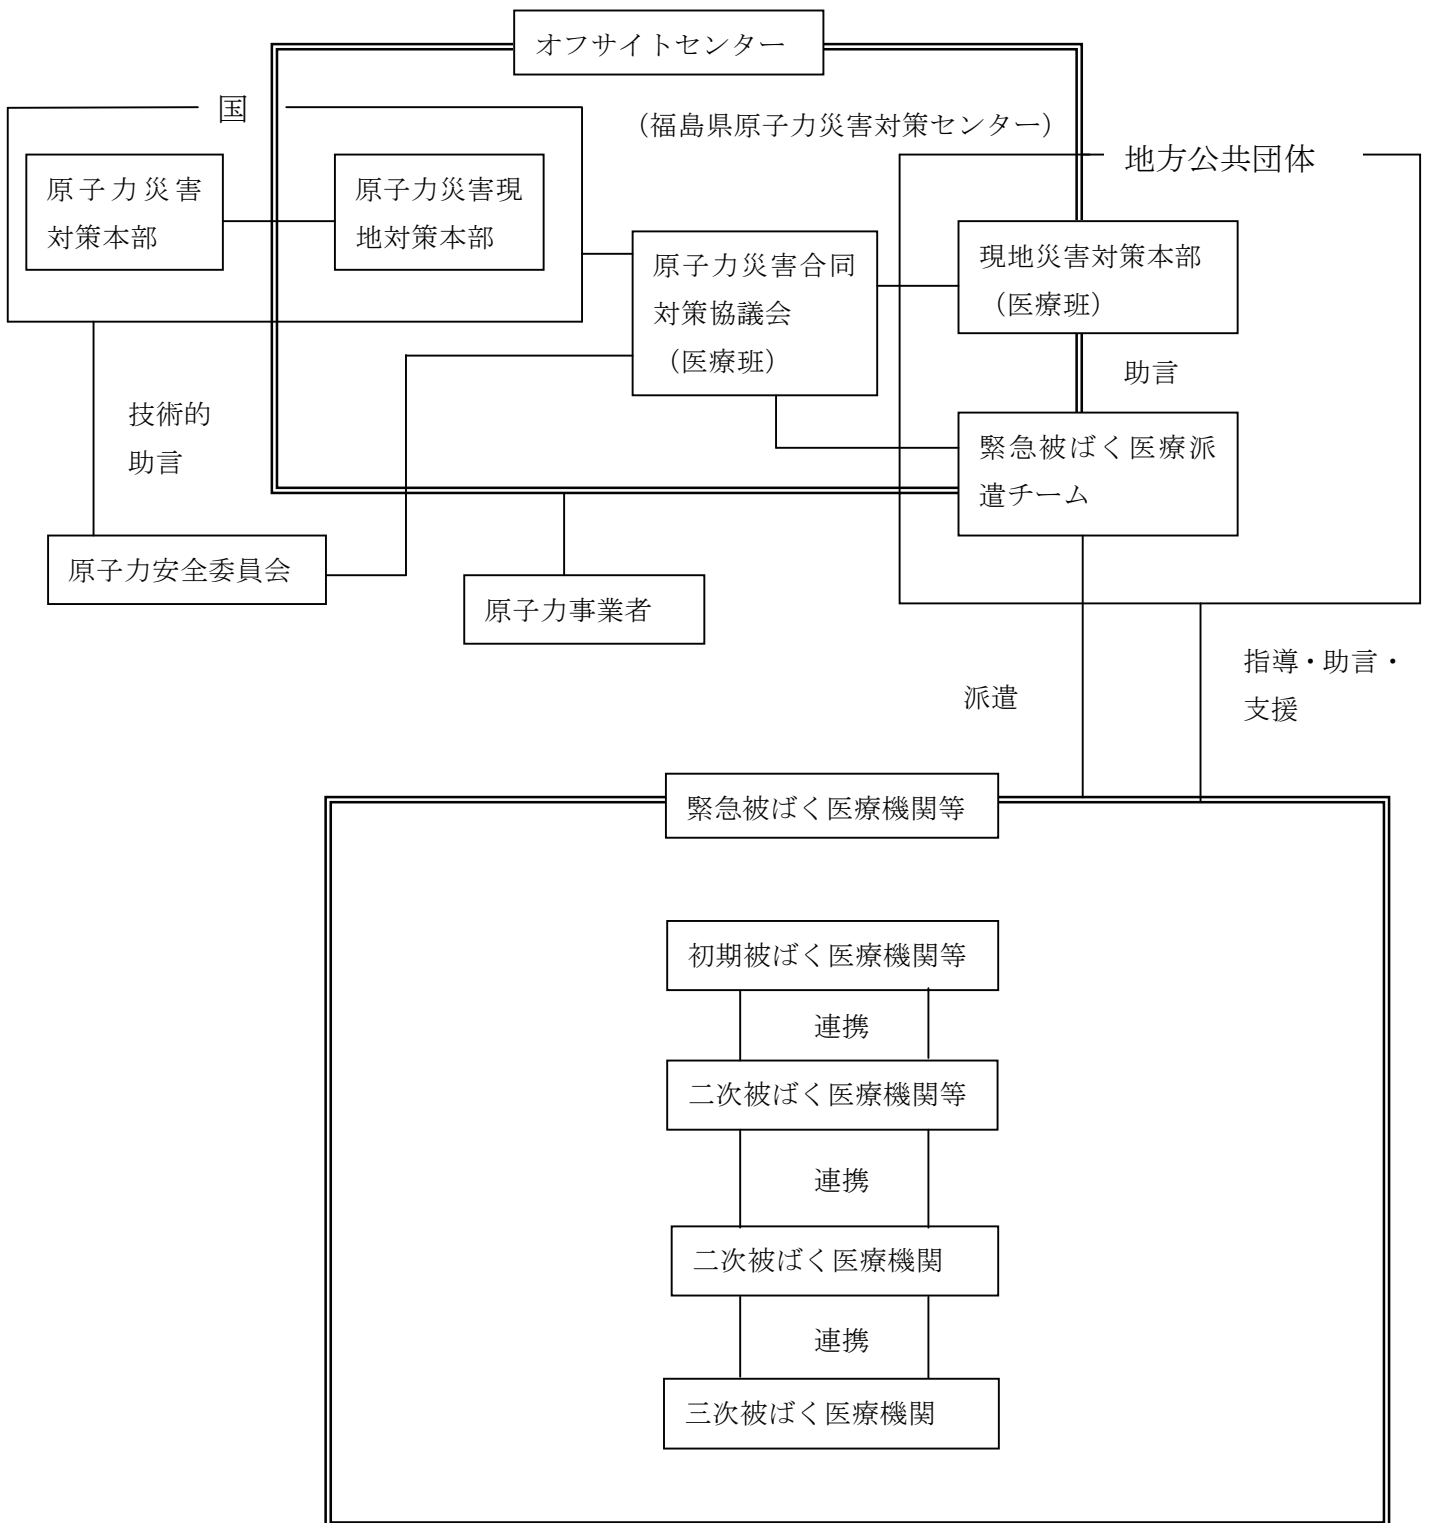 オフサイトセンター
国
（福島県原子力災害対策センター）
地方公共団体
原子力災害
対策本部
原子力災害現
地対策本部
原子力災害合同
対策協議会
（医療班）
現地災害対策本部
（医療班）
助言
技術的
助言
緊急被ばく医療派
遣チーム
原子力安全委員会
原子力事業者
派遣
指導・助言・
支援
緊急被ばく医療機関等
初期被ばく医療機関等
連携
二次被ばく医療機関等
連携
二次被ばく医療機関
連携
三次被ばく医療機関